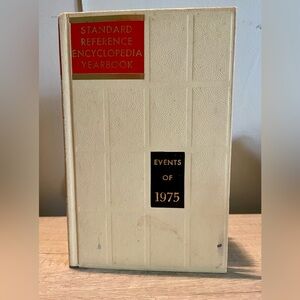 STANDARD
REFERENCE
ENCYCLOPEDIA
YEARBOOK
EVENTS
OF
1975